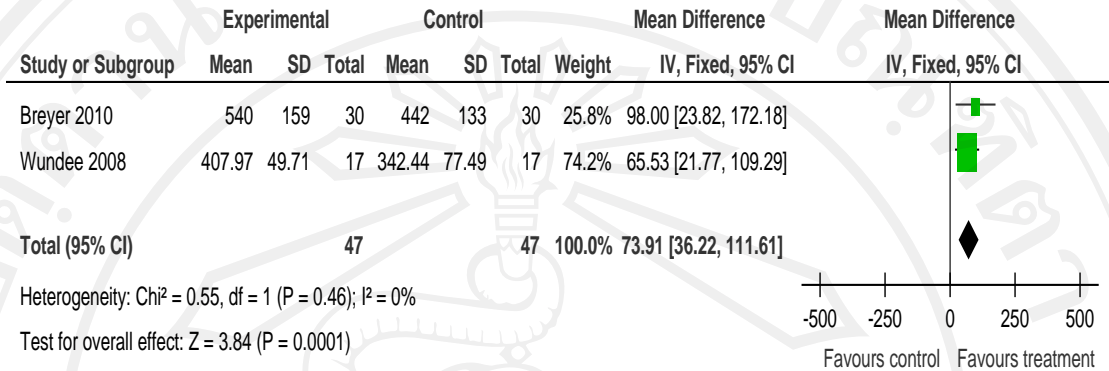 Experimental Control Mean Difference Mean Difference
Study or Subgroup Mean SD Total Mean SD Total Weight IV, Fixed, 95% CI IV, Fixed, 95% CI
Breyer 2010 540 159 30 442 133 30 25.8% 98.00 [23.82, 172.18]
Wundee 2008 407.97 49.71 17 342.44 77.49 17 74.2% 65.53 [21.77, 109.29]
Total (95% CI) 47 47 100.0% 73.91 [36.22, 111.61]
Heterogeneity: Chi² = 0.55, df = 1 (P = 0.46); I² = 0%
Test for overall effect: Z = 3.84 (P = 0.0001)
-500 -250 0 250 500
Favours control Favours treatment